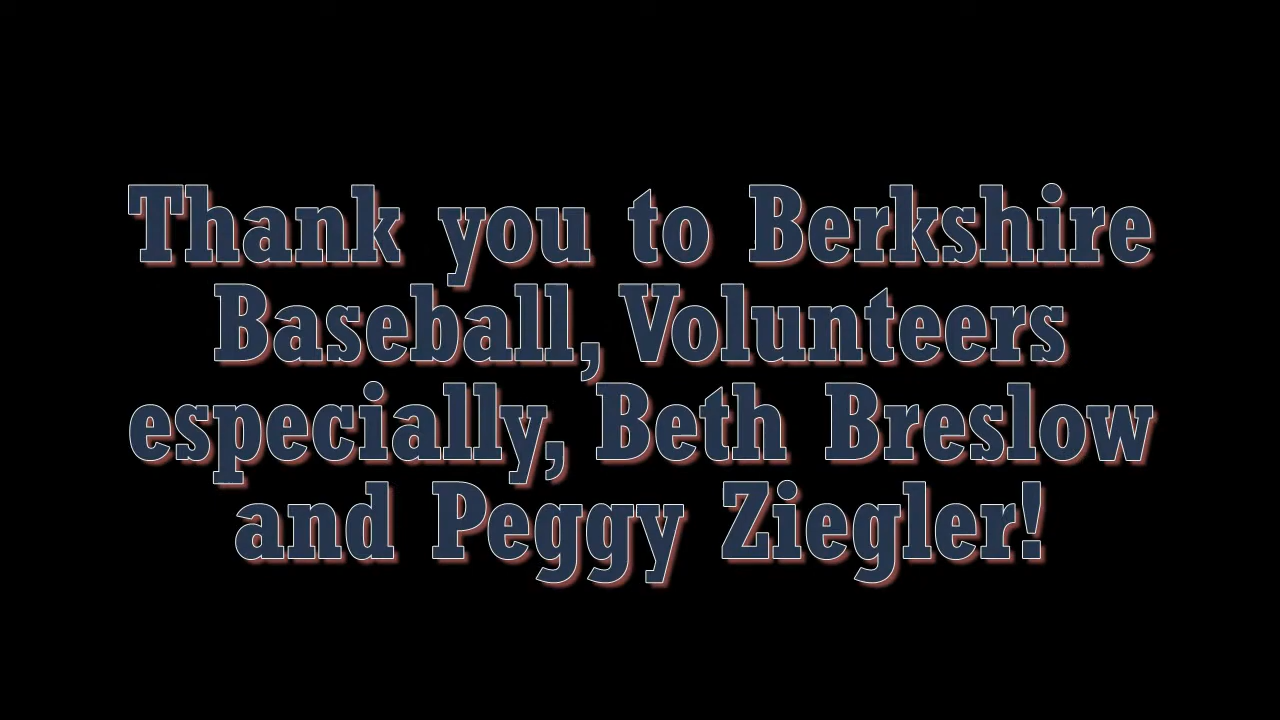 Thank you to Berkshire
Baseball, Volunteers
especially, Beth Breslow
and Peggy Ziegler!